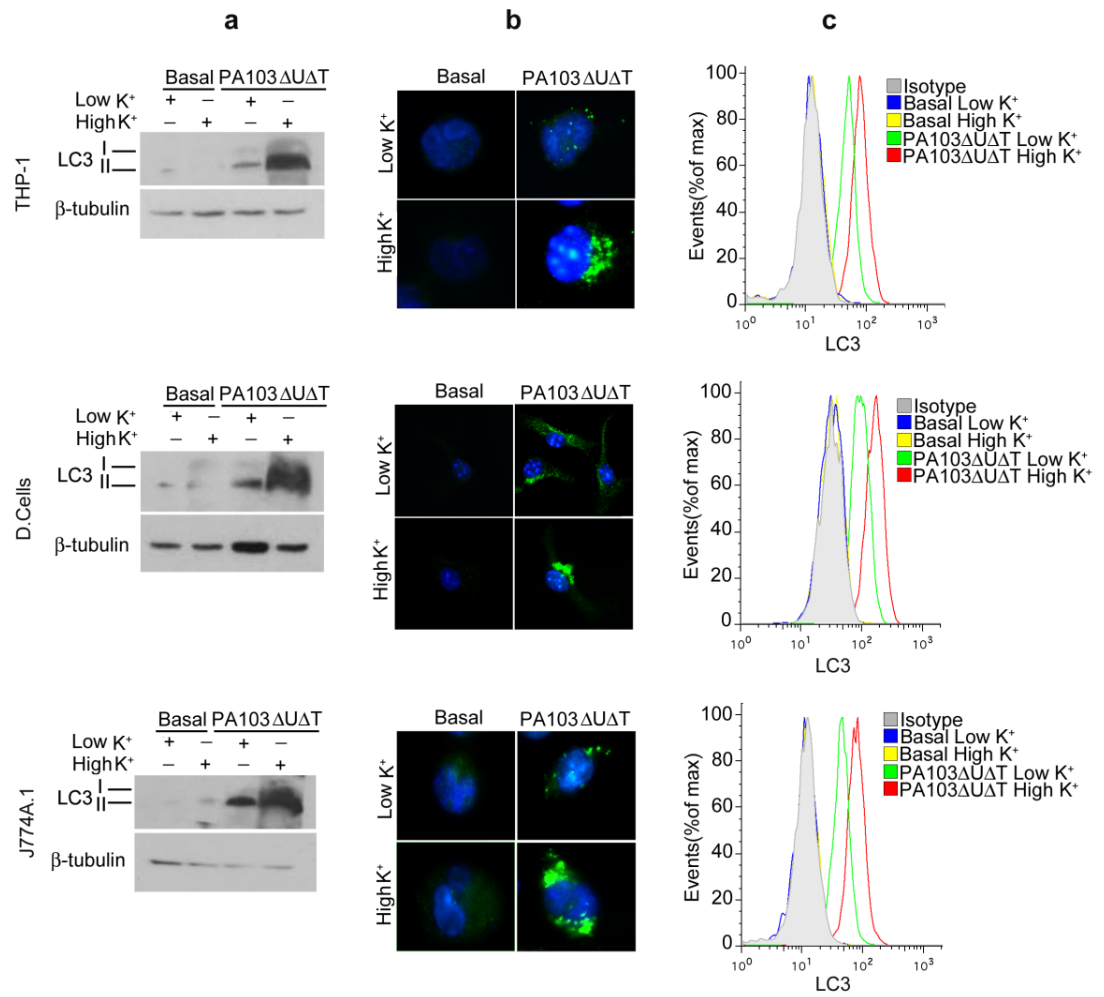 a
b
c
THP-1
Basal PA103ΔUΔT
Low K⁺ + – + –
High K⁺ – + – +
LC3 I
II
β-tubulin
Basal PA103ΔUΔT
Low K⁺
High K⁺
Events(% of max)
100
80
60
40
20
0
10⁰ 10¹ 10² 10³
LC3
Isotype
Basal Low K⁺
Basal High K⁺
PA103ΔUΔT Low K⁺
PA103ΔUΔT High K⁺
D.Cells
Basal PA103ΔUΔT
Low K⁺ + – + –
High K⁺ – + – +
LC3 I
II
β-tubulin
Basal PA103ΔUΔT
Low K⁺
High K⁺
Events(% of max)
100
80
60
40
20
0
10⁰ 10¹ 10² 10³
LC3
Isotype
Basal Low K⁺
Basal High K⁺
PA103ΔUΔT Low K⁺
PA103ΔUΔT High K⁺
J774A.1
Basal PA103ΔUΔT
Low K⁺ + – + –
High K⁺ – + – +
LC3 I
II
β-tubulin
Basal PA103ΔUΔT
Low K⁺
High K⁺
Events(% of max)
100
80
60
40
20
0
10⁰ 10¹ 10² 10³
LC3
Isotype
Basal Low K⁺
Basal High K⁺
PA103ΔUΔT Low K⁺
PA103ΔUΔT High K⁺